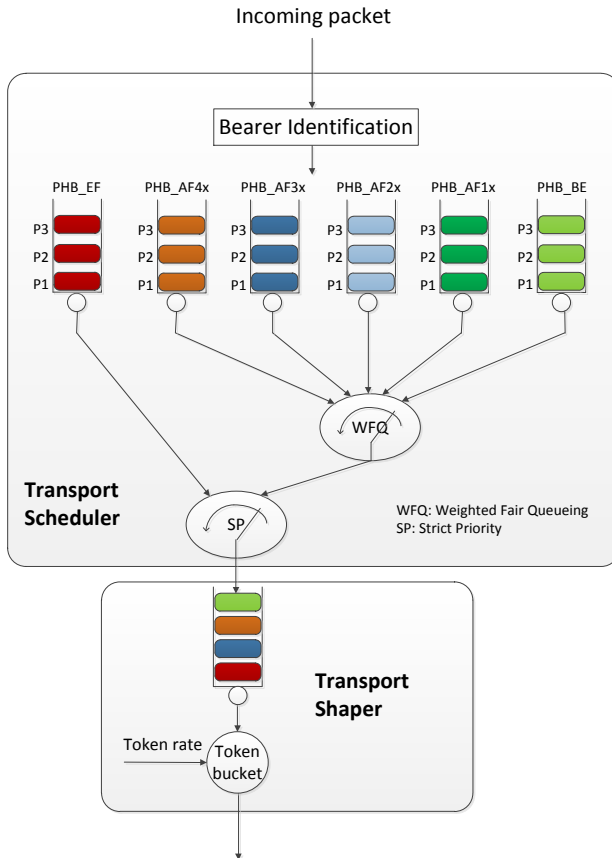 Incoming packet
Bearer Identification
PHB_EF PHB_AF4x PHB_AF3x PHB_AF2x PHB_AF1x PHB_BE
P3 P3 P3 P3 P3 P3
P2 P2 P2 P2 P2 P2
P1 P1 P1 P1 P1 P1
WFQ
Transport
Scheduler
SP
WFQ: Weighted Fair Queueing
SP: Strict Priority
Transport
Shaper
Token rate
Token
bucket